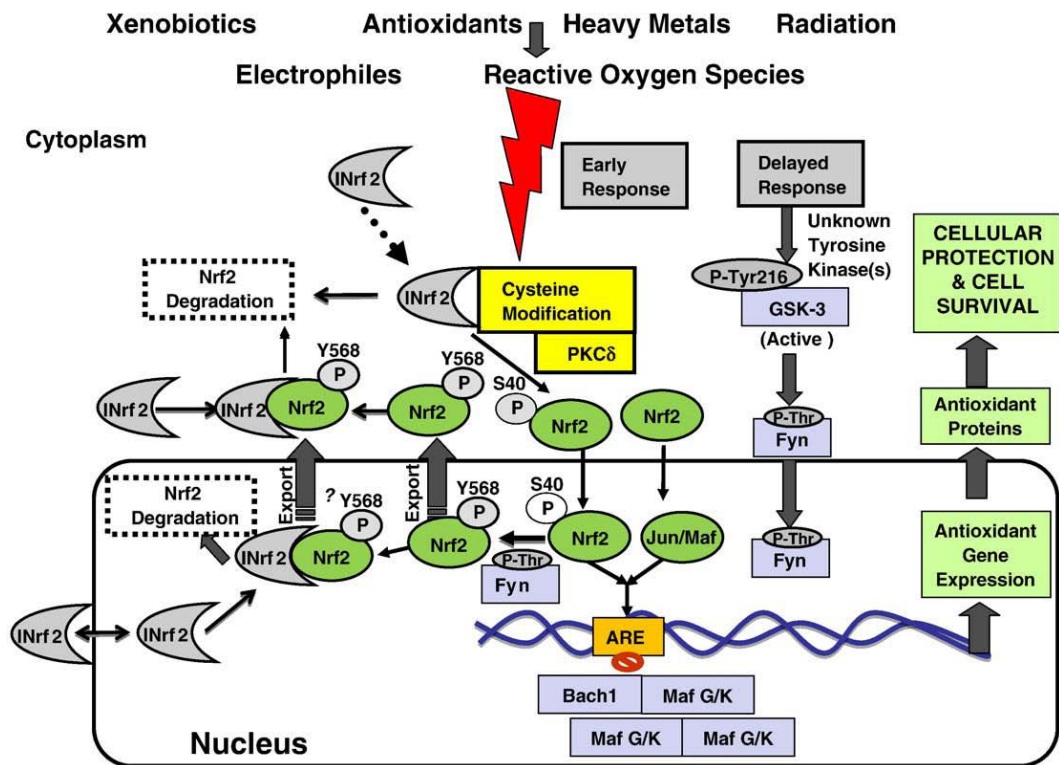 Xenobiotics Antioxidants Heavy Metals Radiation
Electrophiles Reactive Oxygen Species
Cytoplasm
INrf 2
Early
Response
Delayed
Response
Unknown
Tyrosine
Kinase(s)
P-Tyr216
GSK-3
(Active )
CELLULAR
PROTECTION
& CELL
SURVIVAL
Nrf2
Degradation
INrf2
Cysteine
Modification
PKCδ
Y568
P
INrf2
INrf2
Nrf2
Y568
P
Nrf2
S40
P
Nrf2
Nrf2
P-Thr
Fyn
Antioxidant
Proteins
Export
Export
Nrf2
Degradation
?
Y568
P
INrf2
Nrf2
Y568
P
Nrf2
P-Thr
Fyn
S40
P
Nrf2
Jun/Maf
P-Thr
Fyn
Antioxidant
Gene
Expression
INrf2
INrf2
ARE
Bach1
Maf G/K
Maf G/K
Maf G/K
Nucleus